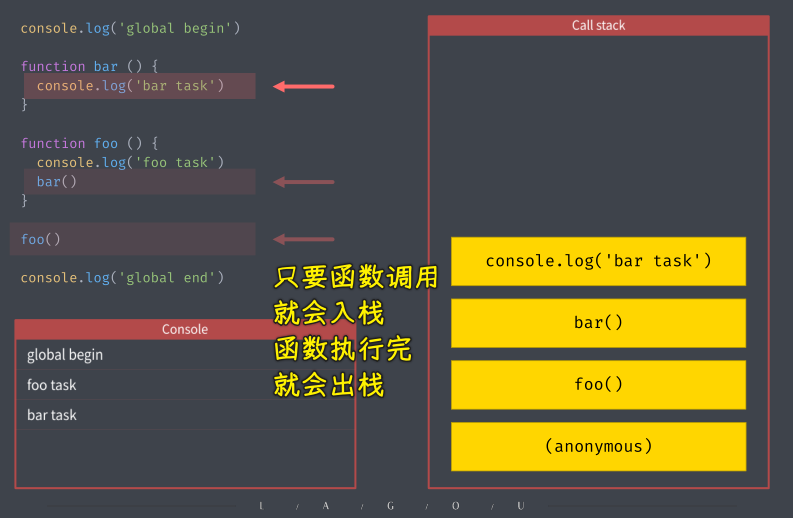 console.log('global begin')
function bar () {
console.log('bar task')
}
function foo () {
console.log('foo task')
bar()
}
foo()
console.log('global end')
只要函数调用
就会入栈
函数执行完
就会出栈
Console
global begin
foo task
bar task
Call stack
console.log('bar task')
bar()
foo()
(anonymous)
L / A / G / O / U